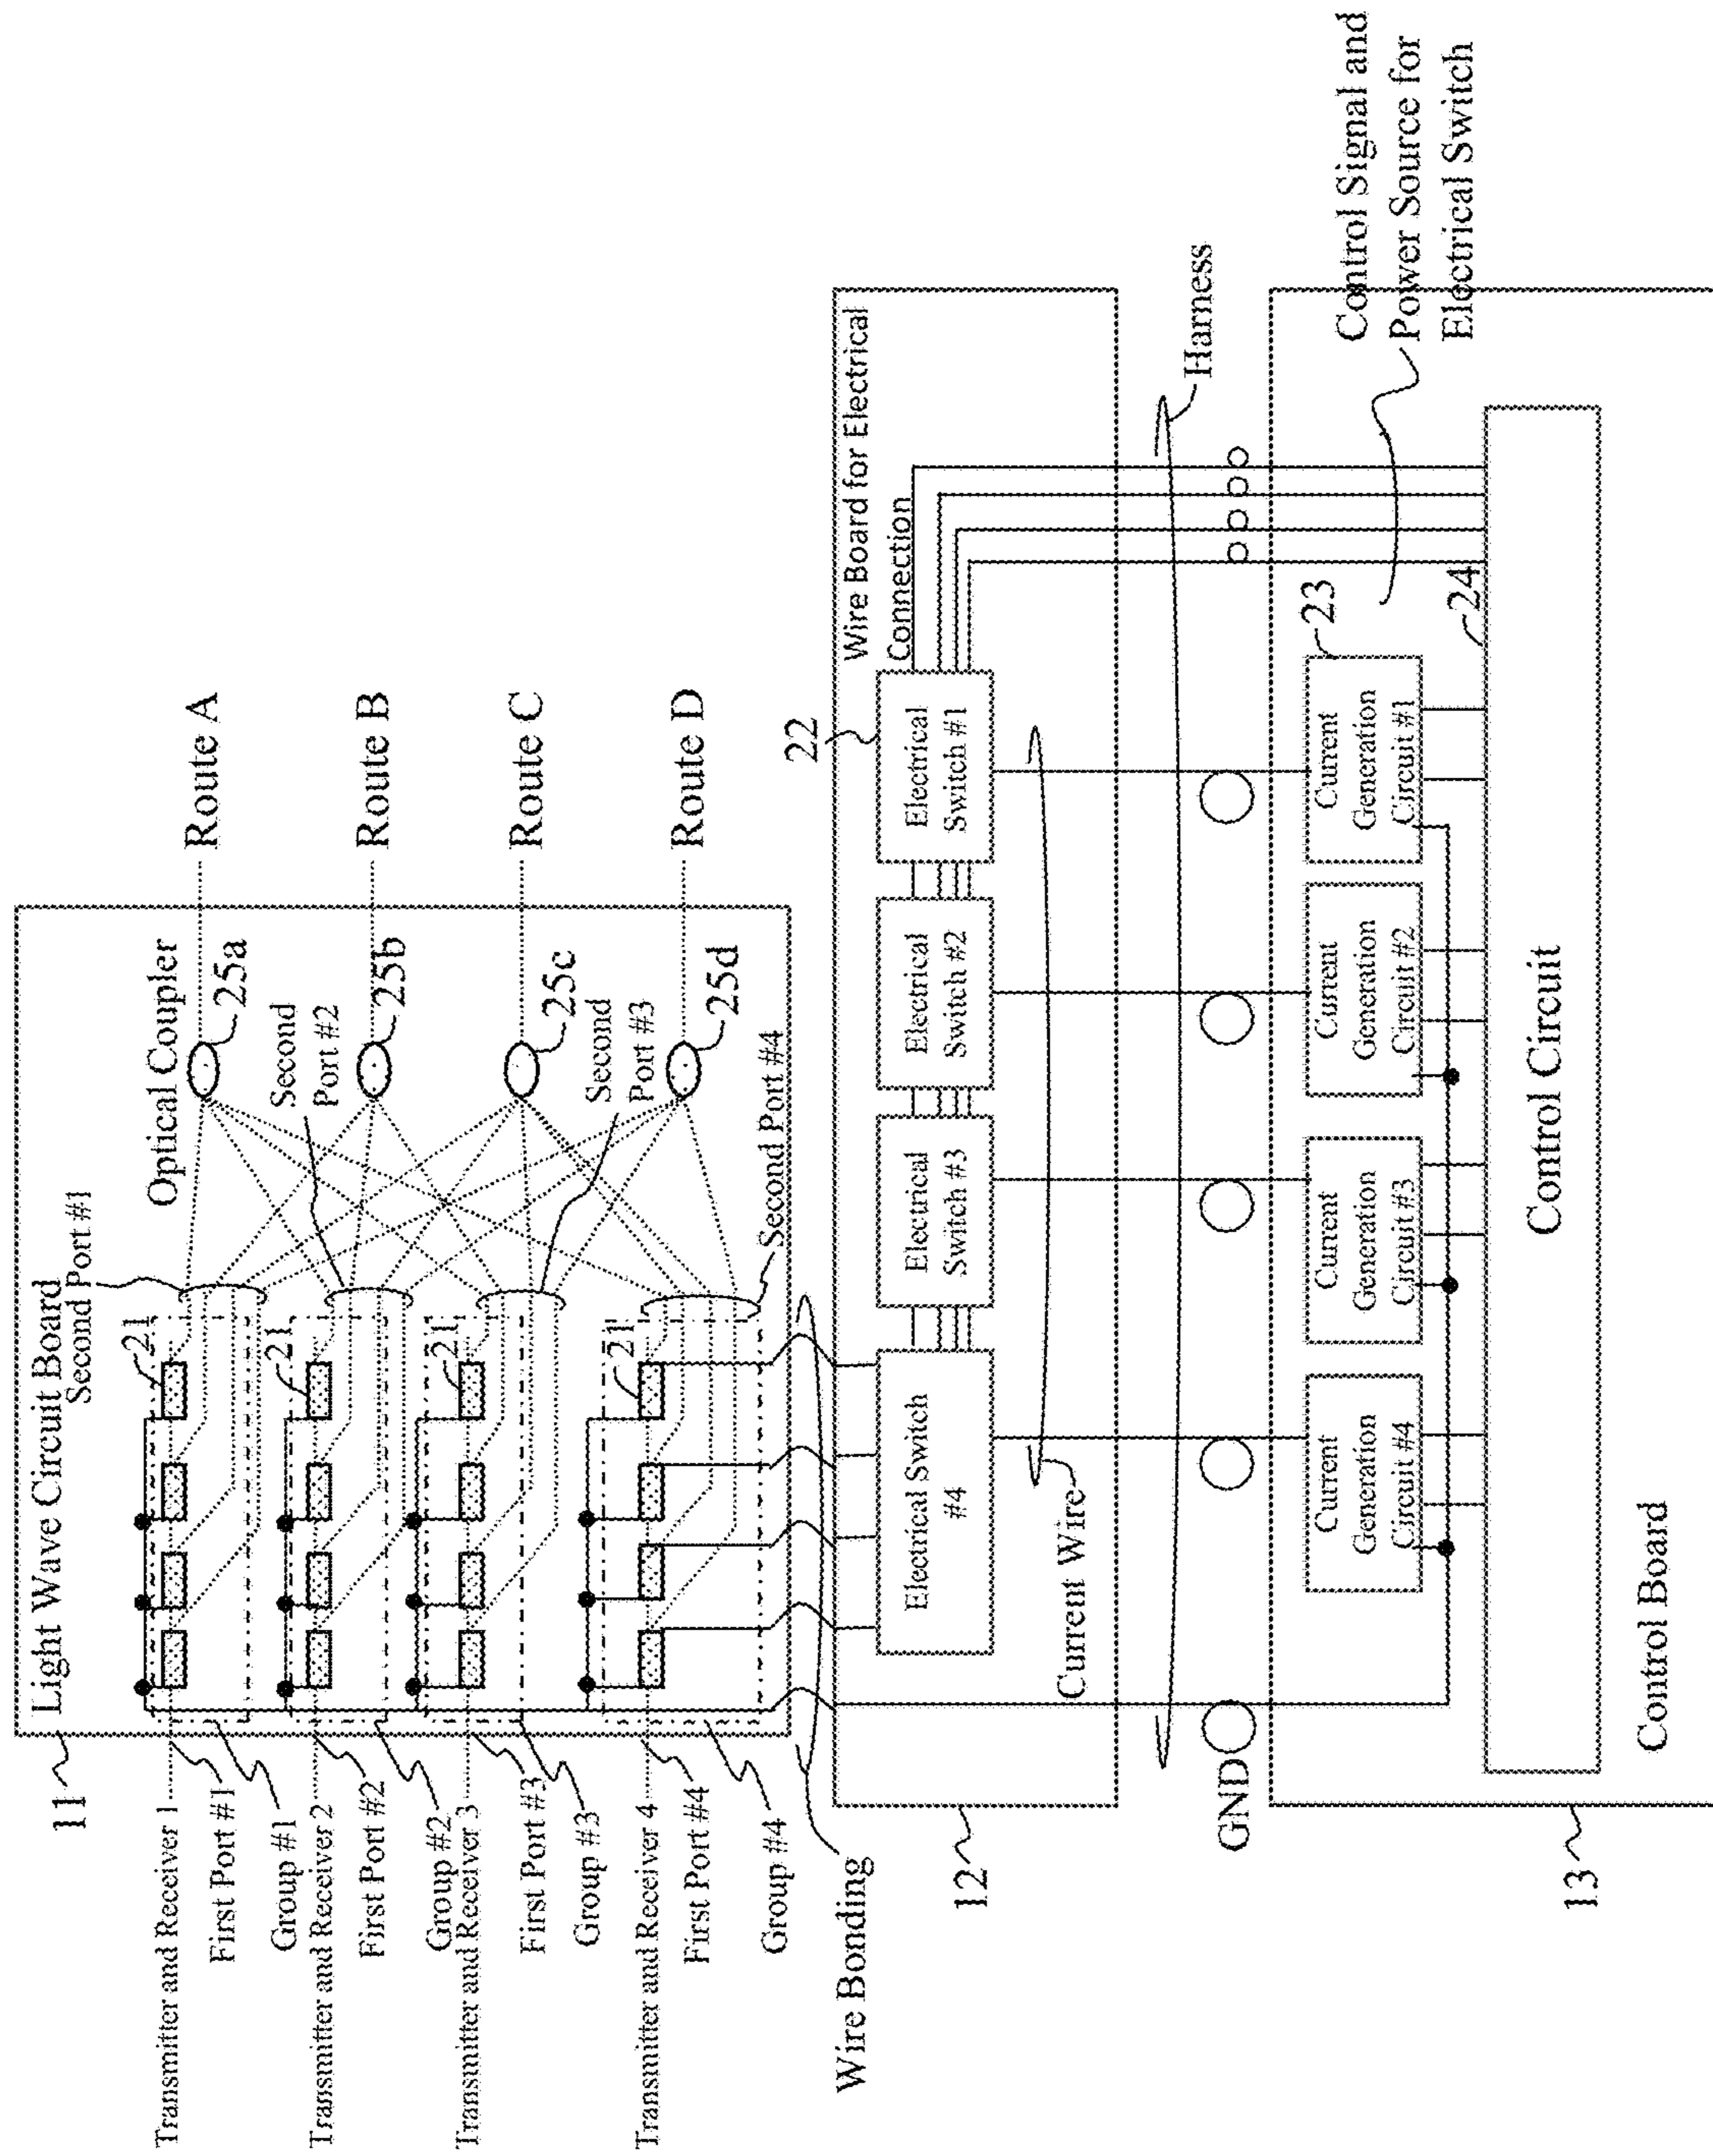 11
Light Wave Circuit Board
Second Port #1
Optical Coupler
Transmitter and Receiver 1
First Port #1
Group #1
21
25a
Route A
Second
Port #2
Transmitter and Receiver 2
First Port #2
Group #2
21
25b
Route B
Transmitter and Receiver 3
First Port #3
Group #3
21
25c
Route C
Second
Port #3
Transmitter and Receiver 4
First Port #4
Group #4
21
25d
Route D
Second Port #4
Wire Bonding
12
Wire Board for Electrical
Connection
22
Electrical Switch
#4
Electrical
Switch #3
Electrical
Switch #2
Electrical
Switch #1
Current Wire
Harness
GND
13
Current
Generation
Circuit #4
Current
Generation
Circuit #3
Current
Generation
Circuit #2
Current
Generation
Circuit #1
23
24
Control Signal and
Power Source for
Electrical Switch
Control Circuit
Control Board